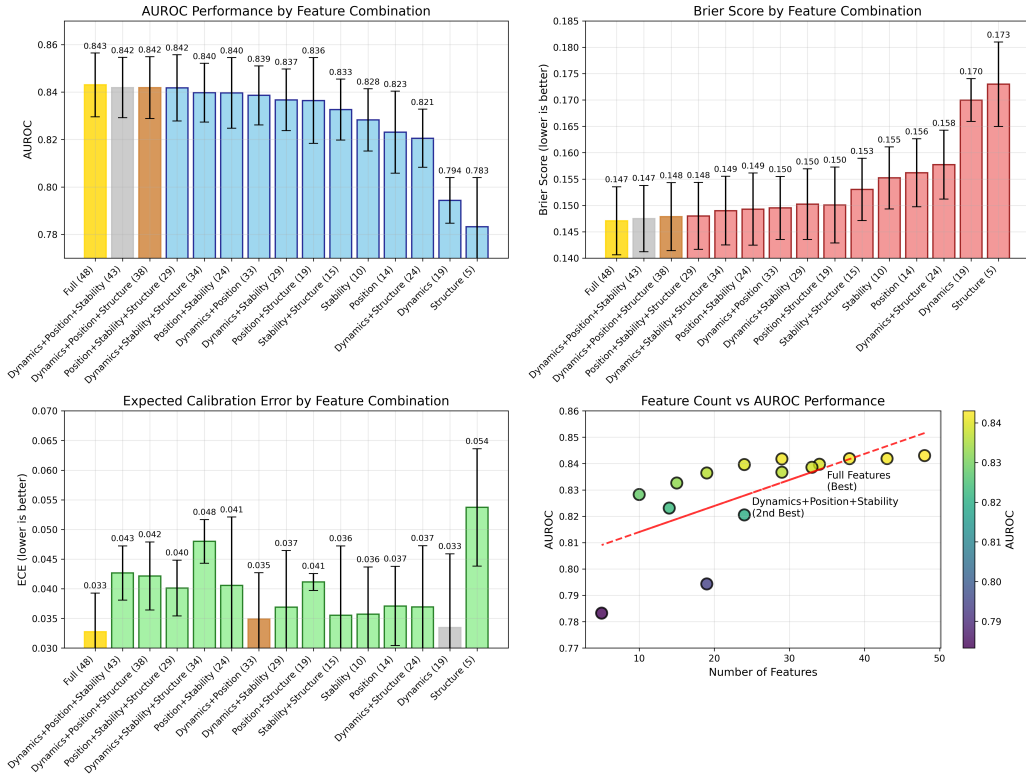 AUROC Performance by Feature Combination
AUROC
0.86
0.84
0.82
0.80
0.78
0.843
0.842
0.842
0.842
0.840
0.840
0.839
0.837
0.836
0.833
0.828
0.823
0.821
0.794
0.783
Full (48)
Dynamics+Position+Stability (43)
Dynamics+Position+Structure (38)
Position+Stability+Structure (29)
Dynamics+Stability+Structure (34)
Position+Stability (24)
Dynamics+Position (33)
Dynamics+Stability (29)
Position+Structure (19)
Stability+Structure (15)
Stability (10)
Position (14)
Dynamics+Structure (24)
Dynamics (19)
Structure (5)
Brier Score by Feature Combination
Brier Score (lower is better)
0.185
0.180
0.175
0.170
0.165
0.160
0.155
0.150
0.145
0.140
0.147
0.147
0.148
0.148
0.149
0.149
0.150
0.150
0.150
0.153
0.155
0.156
0.158
0.170
0.173
Full (48)
Dynamics+Position+Stability (43)
Dynamics+Position+Structure (38)
Position+Stability+Structure (29)
Dynamics+Stability+Structure (34)
Position+Stability (24)
Dynamics+Position (33)
Dynamics+Stability (29)
Position+Structure (19)
Stability+Structure (15)
Stability (10)
Position (14)
Dynamics+Structure (24)
Dynamics (19)
Structure (5)
Expected Calibration Error by Feature Combination
ECE (lower is better)
0.070
0.065
0.060
0.055
0.050
0.045
0.040
0.035
0.030
0.033
0.043
0.042
0.040
0.048
0.041
0.035
0.037
0.041
0.036
0.036
0.037
0.037
0.033
0.054
Full (48)
Dynamics+Position+Stability (43)
Dynamics+Position+Structure (38)
Position+Stability+Structure (29)
Dynamics+Stability+Structure (34)
Position+Stability (24)
Dynamics+Position (33)
Dynamics+Stability (29)
Position+Structure (19)
Stability+Structure (15)
Stability (10)
Position (14)
Dynamics+Structure (24)
Dynamics (19)
Structure (5)
Feature Count vs AUROC Performance
AUROC
0.86
0.85
0.84
0.83
0.82
0.81
0.80
0.79
0.78
0.77
Full Features
(Best)
Dynamics+Position+Stability
(2nd Best)
10
20
30
40
50
Number of Features
0.84
0.83
0.82
0.81
0.80
0.79
AUROC